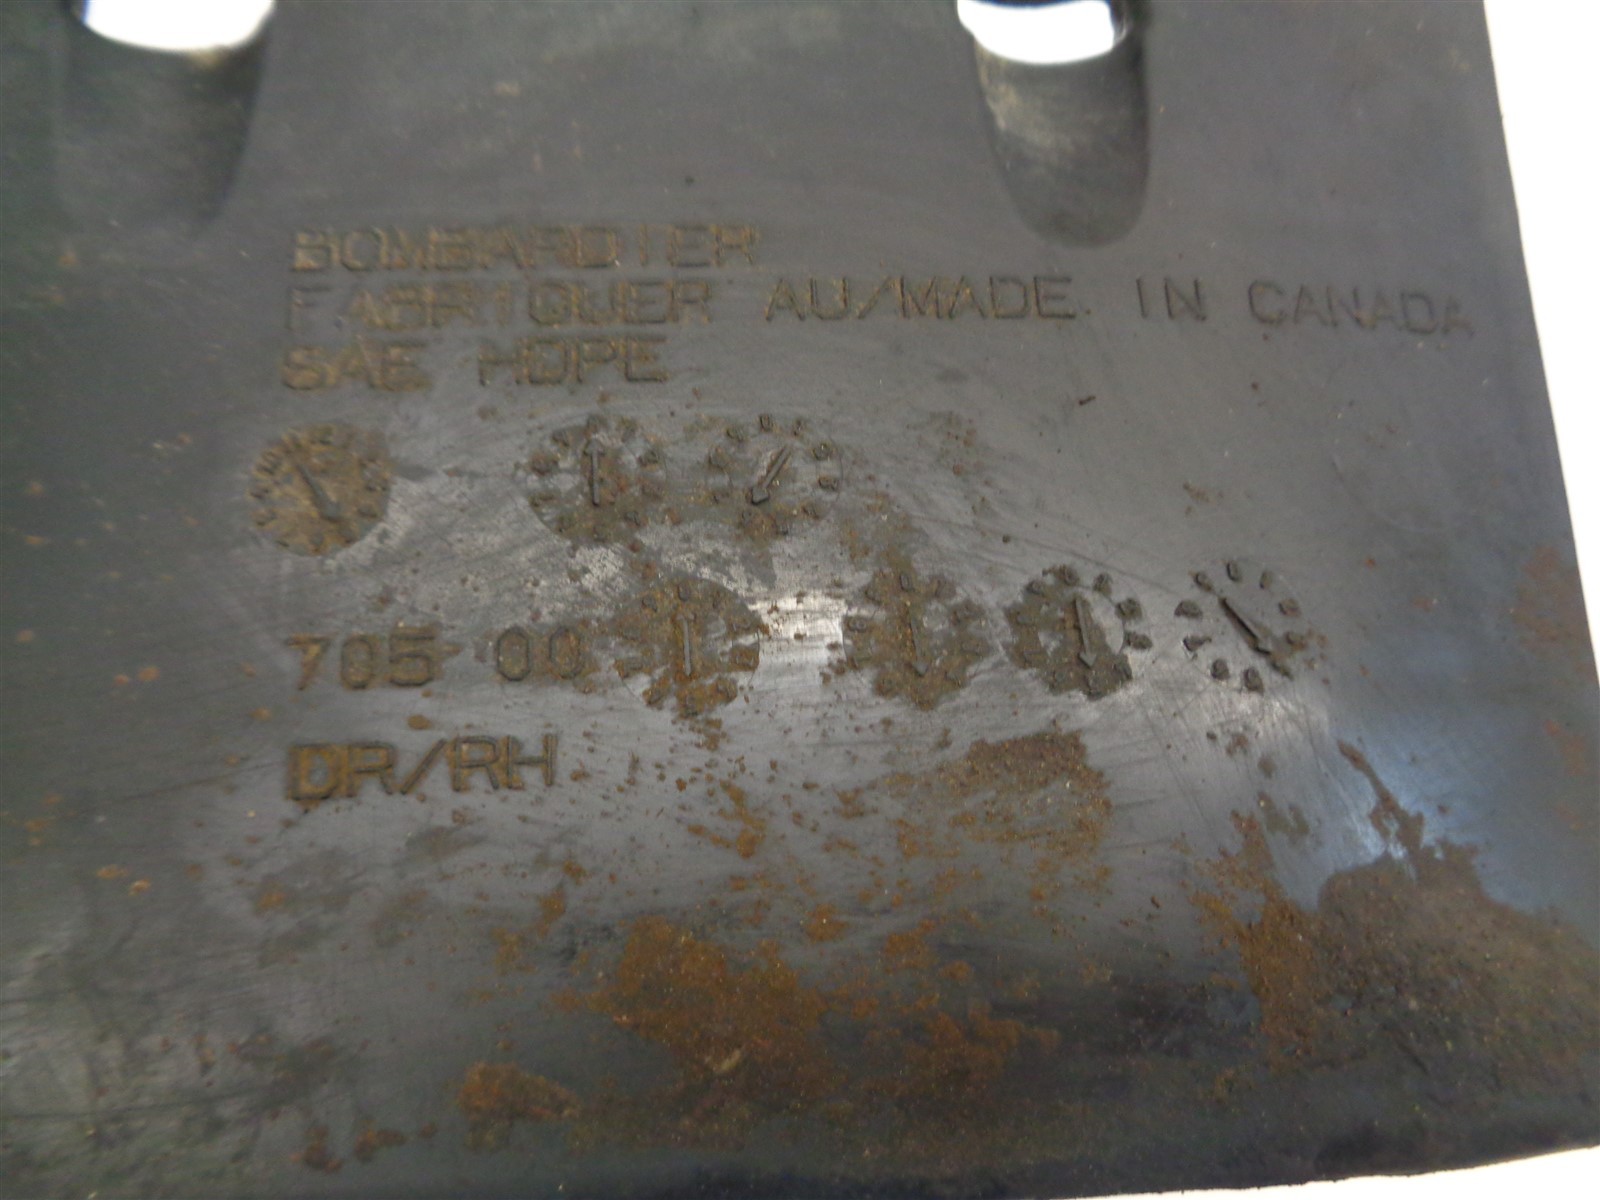 BOMBARDIER
FABRIQUER AU/MADE IN CANADA
SAE HDPE
705 00
DR/RH